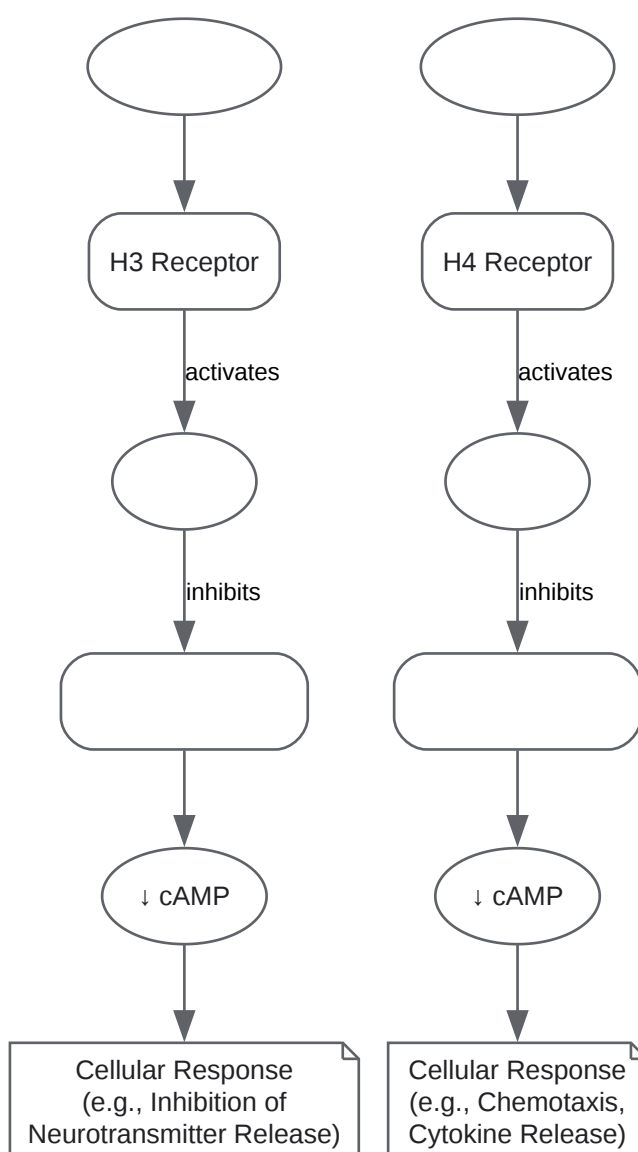 H3 Receptor
H4 Receptor
activates
activates
inhibits
inhibits
↓ cAMP
↓ cAMP
Cellular Response
(e.g., Inhibition of
Neurotransmitter Release)
Cellular Response
(e.g., Chemotaxis,
Cytokine Release)